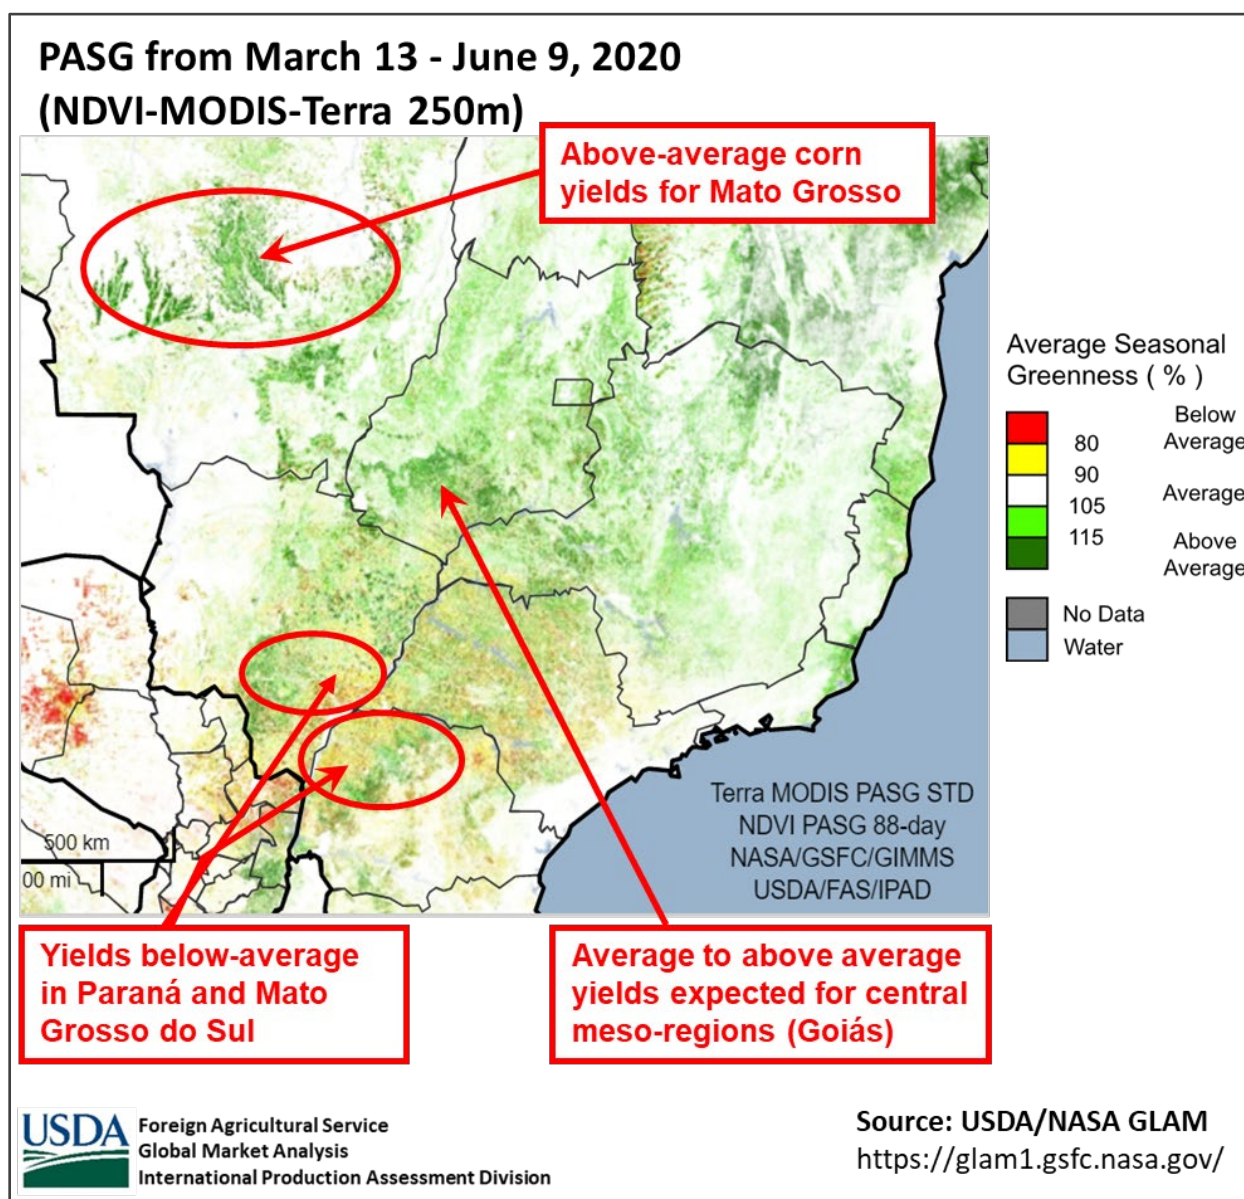 PASG from March 13 - June 9, 2020
(NDVI-MODIS-Terra 250m)
Above-average corn
yields for Mato Grosso
Average Seasonal
Greenness ( % )
Below
Average
80
90
Average
105
115
Above
Average
No Data
Water
Terra MODIS PASG STD
NDVI PASG 88-day
NASA/GSFC/GIMMS
USDA/FAS/IPAD
500 km
00 mi
Yields below-average
in Paraná and Mato
Grosso do Sul
Average to above average
yields expected for central
meso-regions (Goiás)
USDA
Foreign Agricultural Service
Global Market Analysis
International Production Assessment Division
Source: USDA/NASA GLAM
https://glam1.gsfc.nasa.gov/